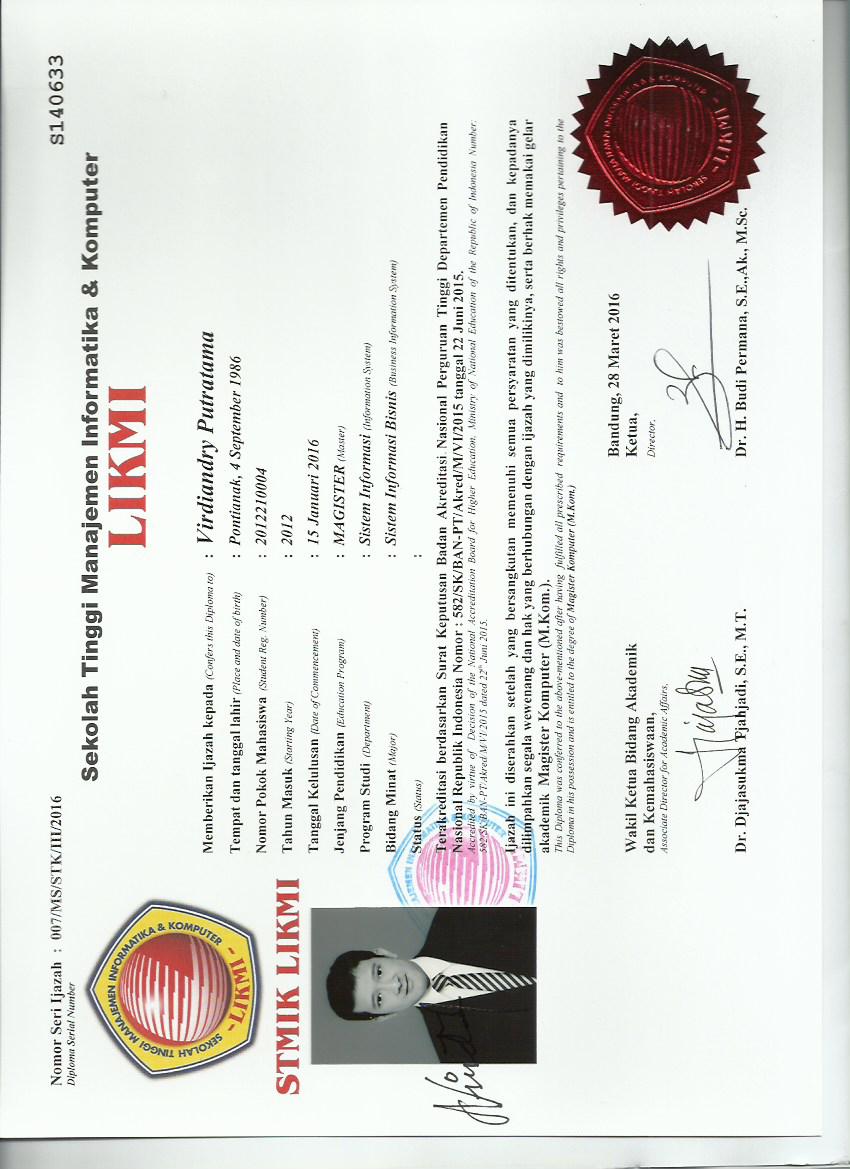 Nomor Seri Ijazah : 007/MS/STK/III/2016
Diploma Serial Number
S140633
Sekolah Tinggi Manajemen Informatika & Komputer
LIKMI
SEKOLAH TINGGI MANAJEMEN INFORMATIKA & KOMPUTER
- LIKMI -
STMIK LIKMI
Memberikan Ijazah kepada (Confers this Diploma to) : Virdiandry Putratama
Tempat dan tanggal lahir (Place and date of birth) : Pontianak, 4 September 1986
Nomor Pokok Mahasiswa (Student Reg. Number) : 2012210004
Tahun Masuk (Starting Year) : 2012
Tanggal Kelulusan (Date of Commencement) : 15 Januari 2016
Jenjang Pendidikan (Education Program) : MAGISTER (Master)
Program Studi (Department) : Sistem Informasi (Information System)
Bidang Minat (Major) : Sistem Informasi Bisnis (Business Information System)
Status (Status) :
Terakreditasi berdasarkan Surat Keputusan Badan Akreditasi Nasional Perguruan Tinggi Departemen Pendidikan
Nasional Republik Indonesia Nomor : 582/SK/BAN-PT/Akred/M/VI/2015 tanggal 22 Juni 2015.
Accredited by virtue of Decision of the National Accreditation Board for Higher Education, Ministry of National Education of the Republic of Indonesia Number:
582/SK/BAN-PT/Akred/M/VI/2015 dated 22th Juni 2015.
Ijazah ini diserahkan setelah yang bersangkutan memenuhi semua persyaratan yang ditentukan, dan kepadanya
dilimpahkan segala wewenang dan hak yang berhubungan dengan ijazah yang dimilikinya, serta berhak memakai gelar
akademik Magister Komputer (M.Kom.).
This Diploma was conferred to the above-mentioned after having fulfilled all prescribed requirements and to him was bestowed all rights and privileges pertaining to the
Diploma in his possession and is entitled to the degree of Magister Komputer (M.Kom.)
LIKMI
Bandung, 28 Maret 2016
Wakil Ketua Bidang Akademik
dan Kemahasiswaan,
Associate Director for Academic Affairs,
Ketua,
Director,
Dr. Djajasukma Tjahjadi, S.E., M.T.
Dr. H. Budi Permana, S.E.,Ak., M.Sc.
- LIKMI -